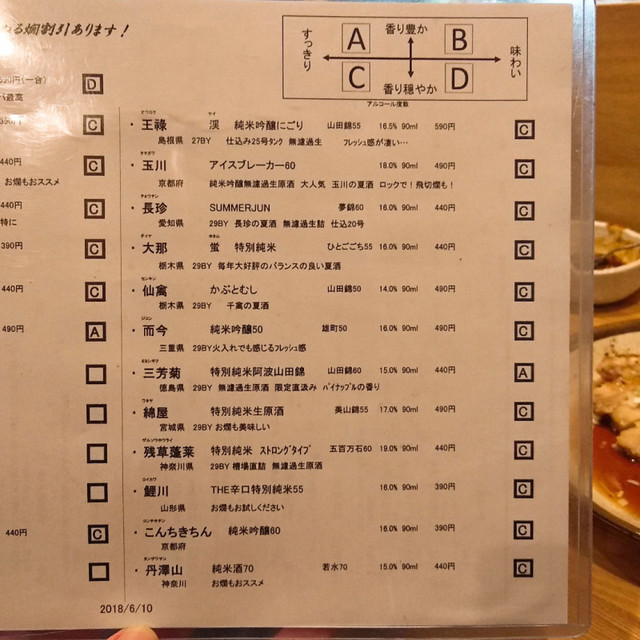 る燗割引あります！
香り豊か
すっきり
A
B
味わい
C
D
香り穏やか
アルコール度数
(一合)
D
最高
390円
C
440円
C
お燗もおススメ
440円
C
特に
390円
C
440円
C
490円
A
440円
C
・王祿 渓 純米吟醸にごり 山田錦55 16.5% 90ml 590円 C
島根県 27BY 仕込み25号ﾀﾝｸ 無濾過生 ﾌﾚｯｼｭ感が凄い…
・玉川 アイスブレーカー60 18.0% 90ml 490円 C
京都府 純米吟醸無濾過生原酒 大人気 玉川の夏酒 ロックで！飛切燗も！
・長珍 SUMMERJUN 夢錦60 16.0% 90ml 440円 C
愛知県 29BY 長珍の夏酒 無濾過生詰 仕込20号
・大那 蛍 特別純米 ひとごこち55 16.0% 90ml 440円 C
栃木県 29BY 毎年大好評のバランスの良い夏酒
・仙禽 かぶとむし 山田錦50 14.0% 90ml 490円 C
栃木県 29BY 千禽の夏酒
・而今 純米吟醸50 雄町50 16.0% 90ml 490円 C
三重県 29BY火入れでも感じるﾌﾚｯｼｭ感
・三芳菊 特別純米阿波山田錦 山田錦60 15.0% 90ml 440円 A
徳島県 29BY 無濾過生原酒 限定直汲み ﾊﾟｲﾅｯﾌﾟﾙの香り
・綿屋 特別純米生原酒 美山錦55 17.0% 90ml 490円 C
宮城県 29BY お燗も美味しい
・残草蓬莱 特別純米 ｽﾄﾛﾝｸﾞﾀｲﾌﾟ 五百万石60 19.0% 90ml 440円 C
神奈川県 29BY 槽場直詰 無濾過生原酒
・鯉川 THE辛口特別純米55 16.0% 90ml 390円 C
山形県 お燗もお試しください
・こんちきちん 純米吟醸60 16.0% 90ml 390円 C
京都府
・丹澤山 純米酒70 若水70 15.0% 90ml 440円 C
神奈川 お燗もおススメ
2018/6/10